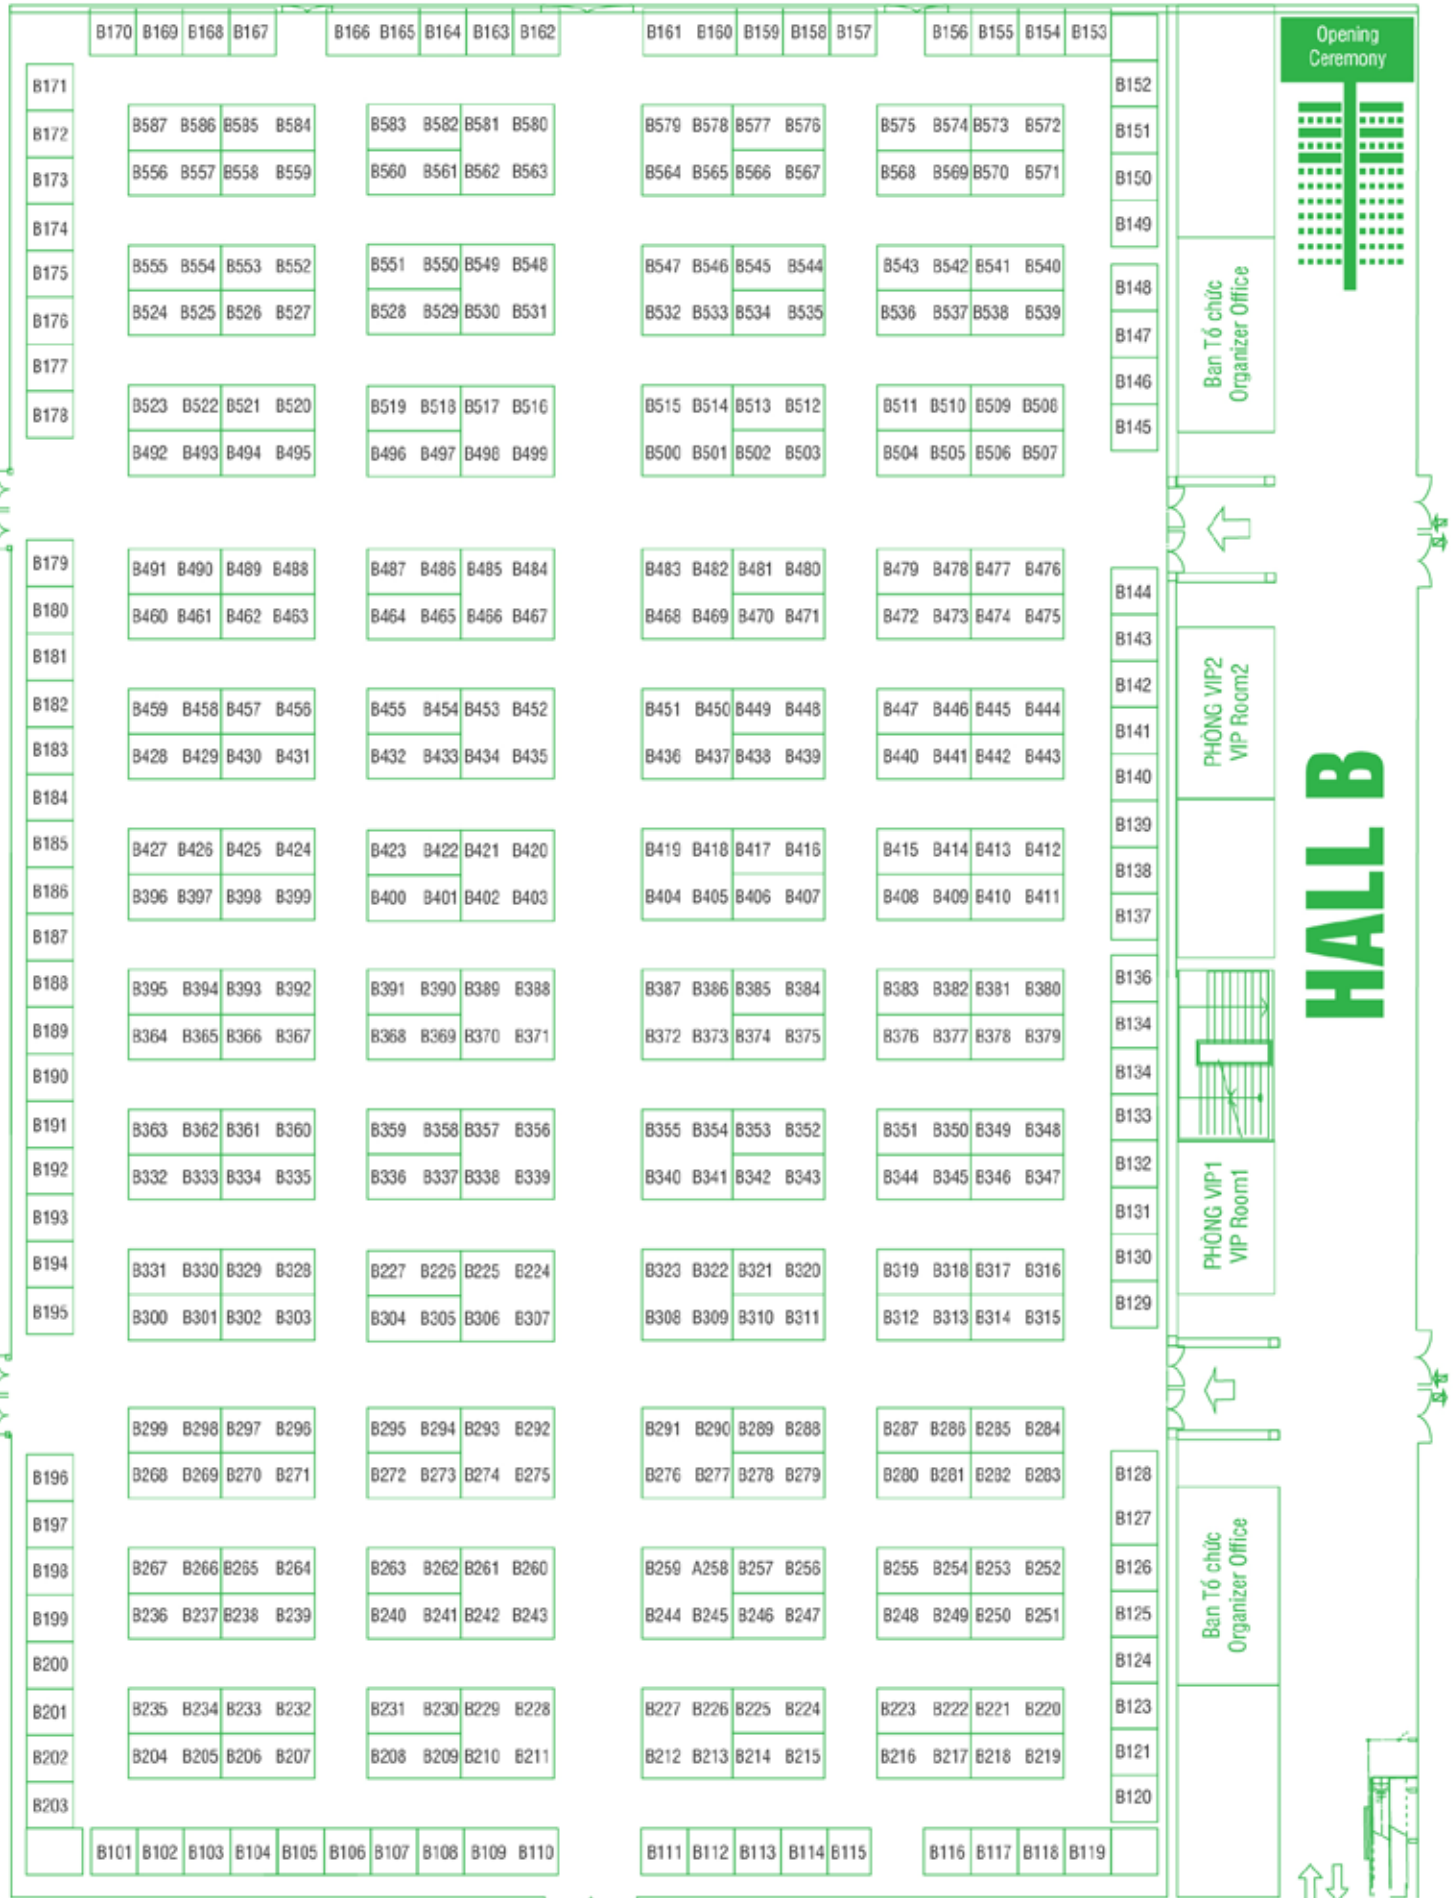 B170 B169 B168 B167 B166 B165 B164 B163 B162 B161 B160 B159 B158 B157 B156 B155 B154 B153
Opening
Ceremony
B171 B152
B587 B586 B585 B584 B583 B582 B581 B580 B579 B578 B577 B576 B575 B574 B573 B572
B172 B151
B556 B557 B558 B559 B560 B561 B562 B563 B564 B565 B566 B567 B568 B569 B570 B571
B173 B150
B174 B149
B555 B554 B553 B552 B551 B550 B549 B548 B547 B546 B545 B544 B543 B542 B541 B540
B175 B148
B524 B525 B526 B527 B528 B529 B530 B531 B532 B533 B534 B535 B536 B537 B538 B539
B176 B147
Ban Tổ chức
Organizer Office
B177 B146
B523 B522 B521 B520 B519 B518 B517 B516 B515 B514 B513 B512 B511 B510 B509 B508
B178 B145
B492 B493 B494 B495 B496 B497 B498 B499 B500 B501 B502 B503 B504 B505 B506 B507
B179
B491 B490 B489 B488 B487 B486 B485 B484 B483 B482 B481 B480 B479 B478 B477 B476
B144
B180
B460 B461 B462 B463 B464 B465 B466 B467 B468 B469 B470 B471 B472 B473 B474 B475
B143
B181
B182 B142
B459 B458 B457 B456 B455 B454 B453 B452 B451 B450 B449 B448 B447 B446 B445 B444
PHÒNG VIP2
VIP Room2
B183 B141
B428 B429 B430 B431 B432 B433 B434 B435 B436 B437 B438 B439 B440 B441 B442 B443
B184 B140
B185 B139
B427 B426 B425 B424 B423 B422 B421 B420 B419 B418 B417 B416 B415 B414 B413 B412
HALL B
B186 B138
B396 B397 B398 B399 B400 B401 B402 B403 B404 B405 B406 B407 B408 B409 B410 B411
B187 B137
B188 B136
B395 B394 B393 B392 B391 B390 B389 B388 B387 B386 B385 B384 B383 B382 B381 B380
B189 B134
B364 B365 B366 B367 B368 B369 B370 B371 B372 B373 B374 B375 B376 B377 B378 B379
B190 B134
B191 B133
B363 B362 B361 B360 B359 B358 B357 B356 B355 B354 B353 B352 B351 B350 B349 B348
B192 B132
B332 B333 B334 B335 B336 B337 B338 B339 B340 B341 B342 B343 B344 B345 B346 B347
B193 B131
PHÒNG VIP1
VIP Room1
B194 B130
B331 B330 B329 B328 B227 B226 B225 B224 B323 B322 B321 B320 B319 B318 B317 B316
B195 B129
B300 B301 B302 B303 B304 B305 B306 B307 B308 B309 B310 B311 B312 B313 B314 B315
B299 B298 B297 B296 B295 B294 B293 B292 B291 B290 B289 B288 B287 B286 B285 B284
B196 B128
B268 B269 B270 B271 B272 B273 B274 B275 B276 B277 B278 B279 B280 B281 B282 B283
B197 B127
B198 B126
B267 B266 B265 B264 B263 B262 B261 B260 B259 A258 B257 B256 B255 B254 B253 B252
Ban Tổ chức
Organizer Office
B199 B125
B236 B237 B238 B239 B240 B241 B242 B243 B244 B245 B246 B247 B248 B249 B250 B251
B200 B124
B201 B123
B235 B234 B233 B232 B231 B230 B229 B228 B227 B226 B225 B224 B223 B222 B221 B220
B202 B121
B204 B205 B206 B207 B208 B209 B210 B211 B212 B213 B214 B215 B216 B217 B218 B219
B203 B120
B101 B102 B103 B104 B105 B106 B107 B108 B109 B110 B111 B112 B113 B114 B115 B116 B117 B118 B119